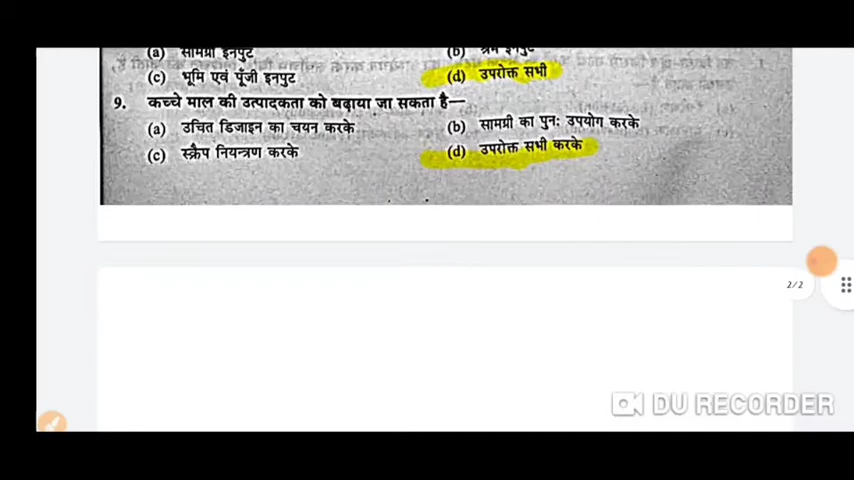 (a) सामग्री इनपुट (b) श्रम इनपुट
(c) भूमि एवं पूँजी इनपुट (d) उपरोक्त सभी
9. कच्चे माल की उत्पादकता को बढ़ाया जा सकता है—
(a) उचित डिजाइन का चयन करके (b) सामग्री का पुनः उपयोग करके
(c) स्क्रैप नियन्त्रण करके (d) उपरोक्त सभी करके
2/2
DU RECORDER